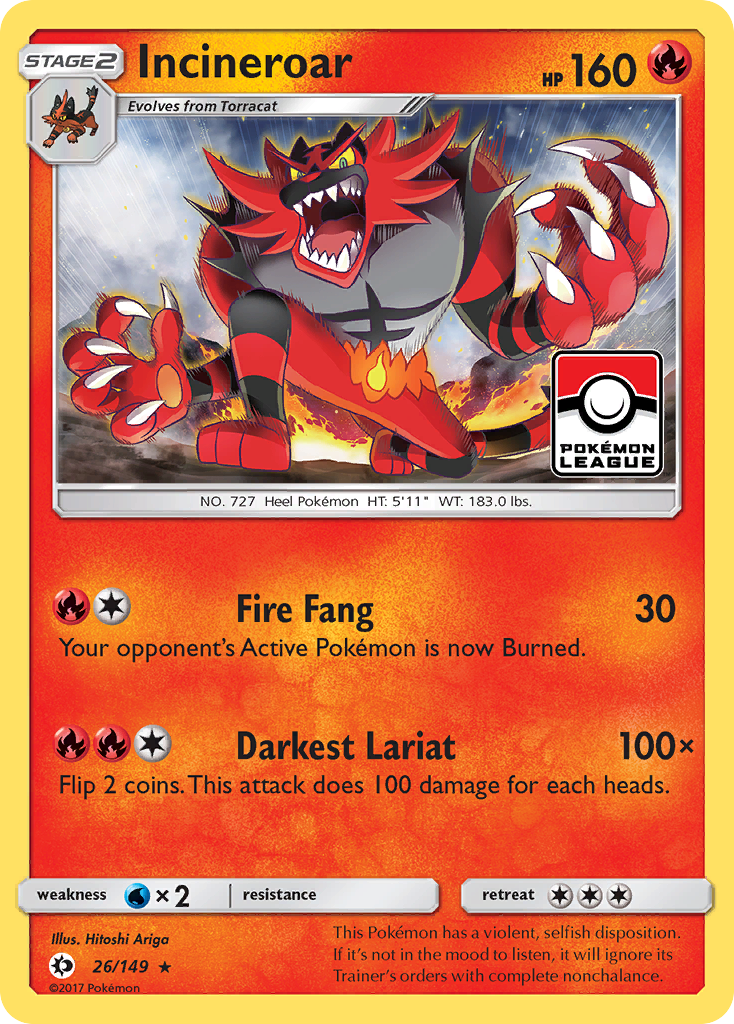 STAGE 2
Incineroar
HP 160
Evolves from Torracat
POKÉMON
LEAGUE
NO. 727 Heel Pokémon HT: 5'11" WT: 183.0 lbs.
Fire Fang 30
Your opponent's Active Pokémon is now Burned.
Darkest Lariat 100×
Flip 2 coins. This attack does 100 damage for each heads.
weakness × 2 resistance retreat
Illus. Hitoshi Ariga
26/149 ★
©2017 Pokémon
This Pokémon has a violent, selfish disposition.
If it's not in the mood to listen, it will ignore its
Trainer's orders with complete nonchalance.